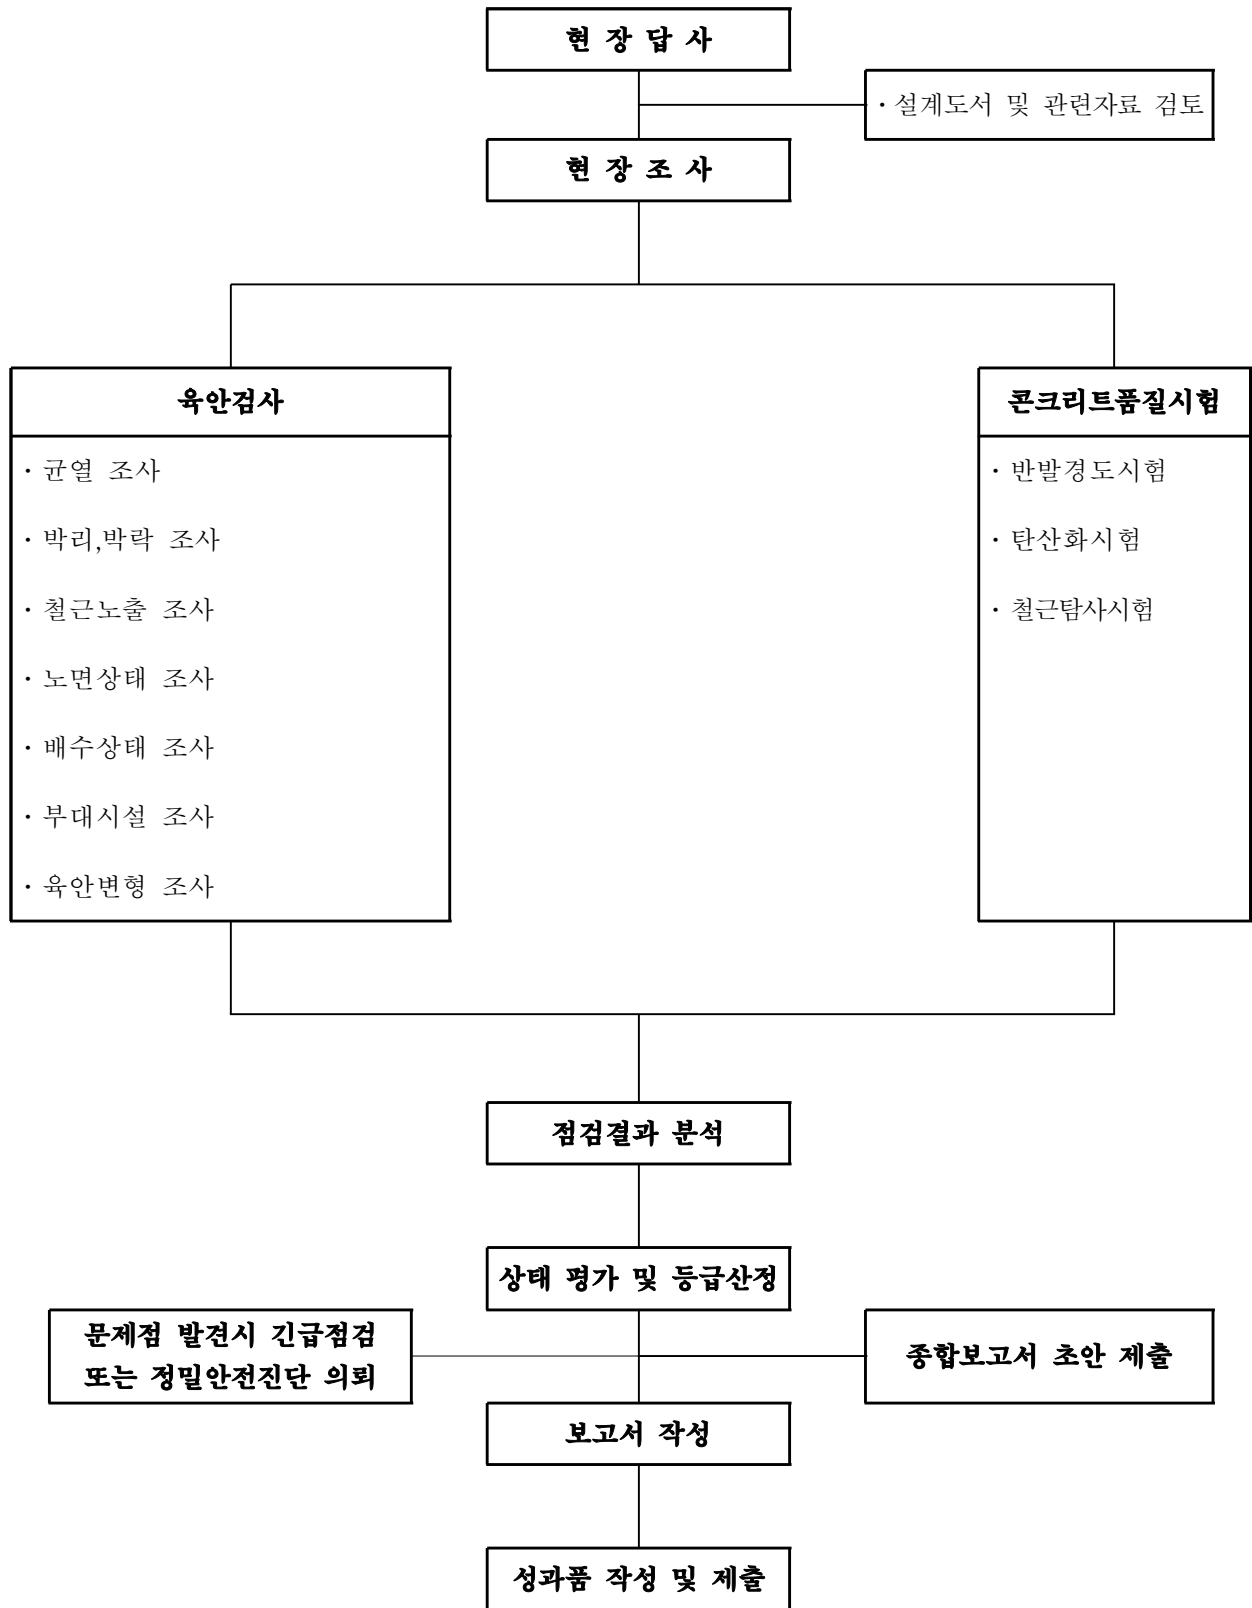 현 장 답 사
· 설계도서 및 관련자료 검토
현 장 조 사
육안검사
· 균열 조사
· 박리,박락 조사
· 철근노출 조사
· 노면상태 조사
· 배수상태 조사
· 부대시설 조사
· 육안변형 조사
콘크리트품질시험
· 반발경도시험
· 탄산화시험
· 철근탐사시험
점검결과 분석
상태 평가 및 등급산정
문제점 발견시 긴급점검
또는 정밀안전진단 의뢰
종합보고서 초안 제출
보고서 작성
성과품 작성 및 제출